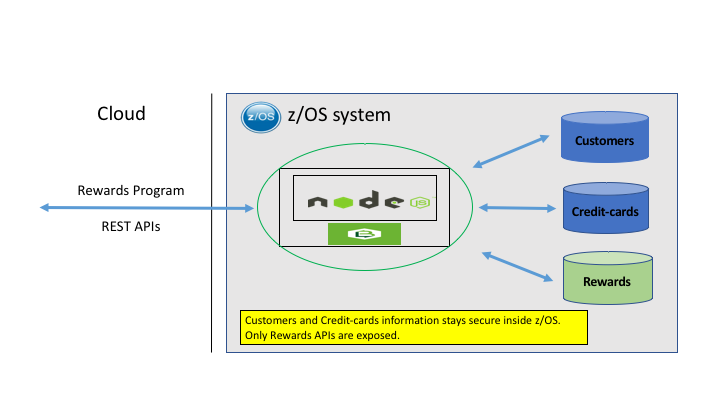 Cloud
z/OS
z/OS system
Customers
Rewards Program
node
JS
Credit-cards
REST APIs
Rewards
Customers and Credit-cards information stays secure inside z/OS.
Only Rewards APIs are exposed.